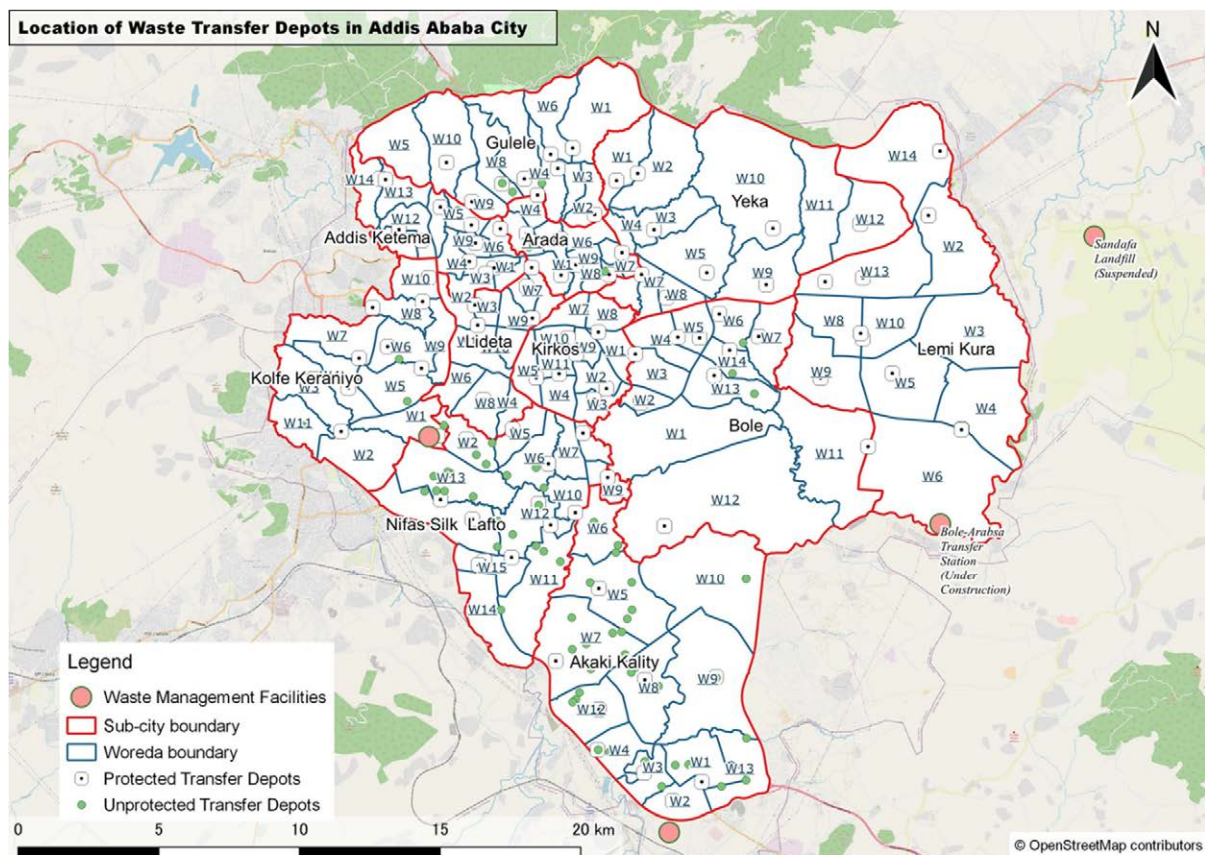 Location of Waste Transfer Depots in Addis Ababa City
N
W6
W1
W5
W10
Gulele
W8
W14
W1
W2
W4
W3
W10
W14
W13
Yeka
W11
W9
W2
W12
W5
W4
W3
W12
W4
W2
Addis Ketema
Arada
W6
W9
W6
W5
W9
W4
W1
W1
W8
W7
W13
W3
W7
W9
W10
W2
W3
W7
W8
W8
W8
W7
W9
W6
W8
W10
W3
Lideta
W10
W5
W7
W9
W1
W4
Lemi Kura
W6
Kirkos
W14
W5
W11
W3
W9
Kolfe Keraniyo
W5
W6
W5
W2
W13
W3
W4
W8
W4
W3
W2
W4
W11
W1
W5
W1
Bole
W2
W2
W7
W11
W6
W6
W13
W9
W10
W12
W12
Nifas Silk Lafto
W6
W15
W11
W10
W5
W14
W7
Akaki Kality
W8
W9
W12
W4
W3
W1
W13
W2
Sandafa
Landfill
(Suspended)
Bole-Arabsa
Transfer
Station
(Under
Construction)
Legend
Waste Management Facilities
Sub-city boundary
Woreda boundary
Protected Transfer Depots
Unprotected Transfer Depots
0 5 10 15 20 km
© OpenStreetMap contributors